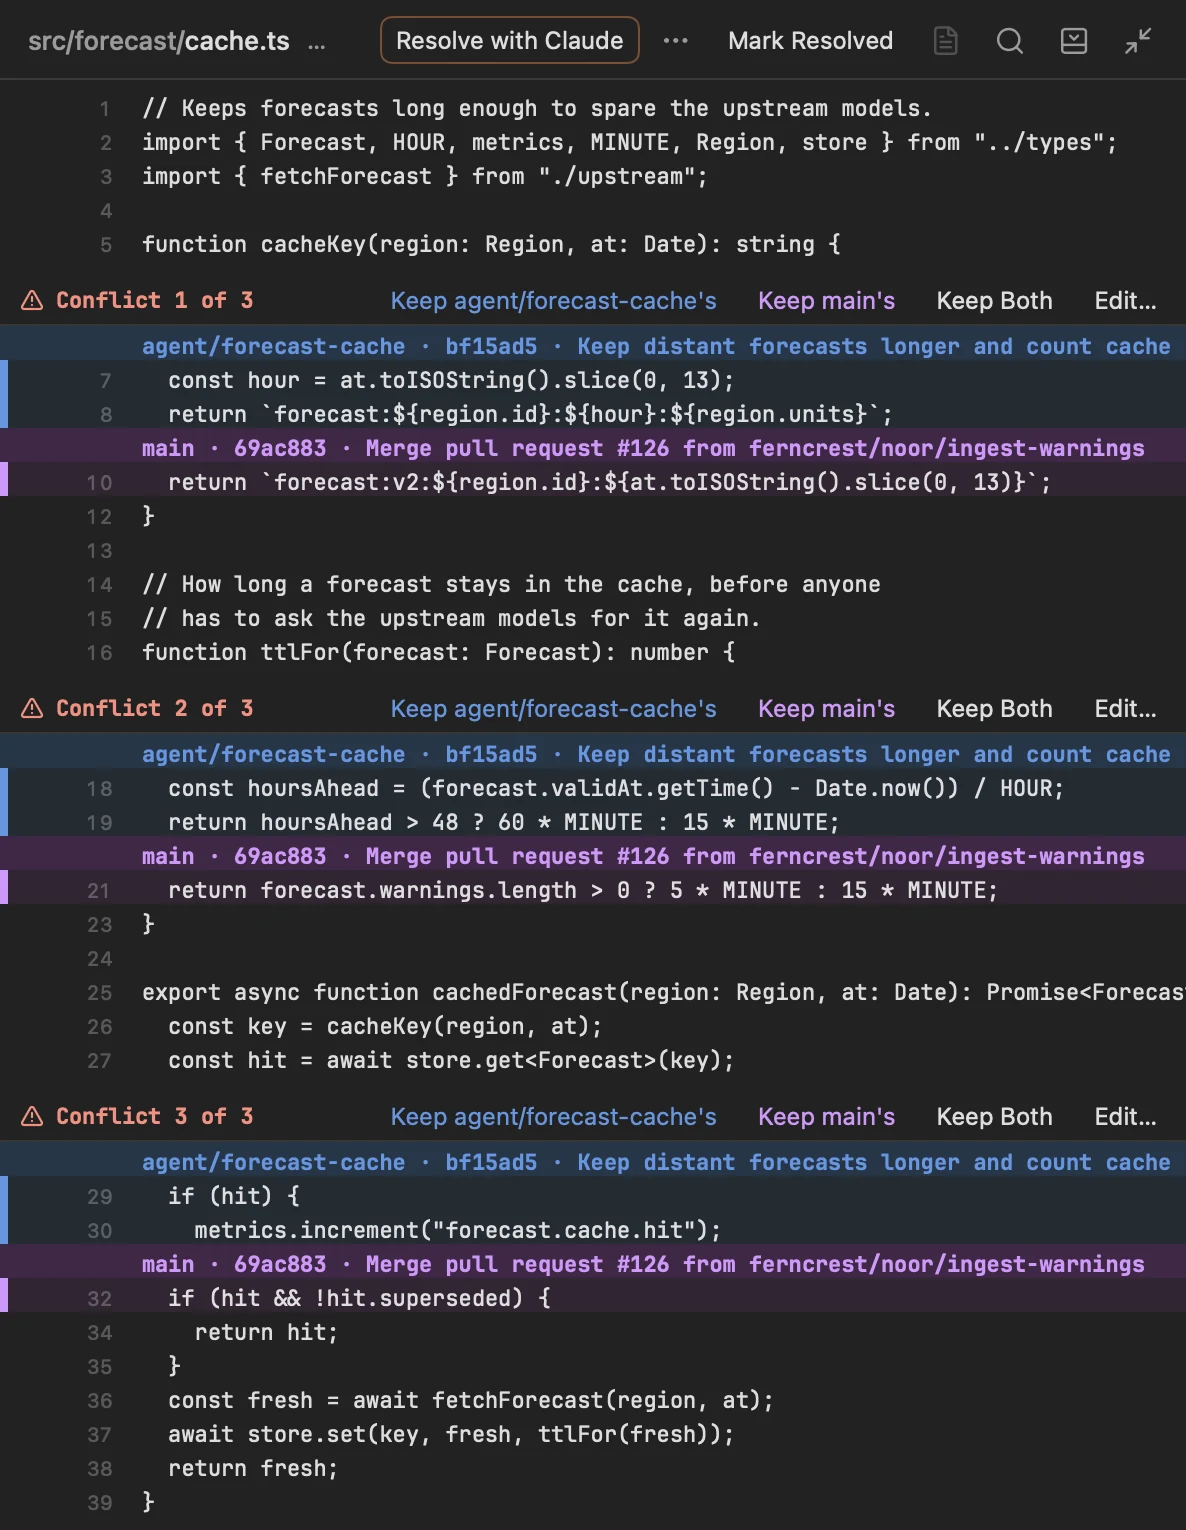 src/forecast/cache.ts ...
Resolve with Claude
Mark Resolved
1 // Keeps forecasts long enough to spare the upstream models.
2 import { Forecast, HOUR, metrics, MINUTE, Region, store } from "../types";
3 import { fetchForecast } from "./upstream";
4
5 function cacheKey(region: Region, at: Date): string {
Conflict 1 of 3 Keep agent/forecast-cache's Keep main's Keep Both Edit...
agent/forecast-cache · bf15ad5 · Keep distant forecasts longer and count cache
7 const hour = at.toISOString().slice(0, 13);
8 return `forecast:${region.id}:${hour}:${region.units}`;
main · 69ac883 · Merge pull request #126 from ferncrest/noor/ingest-warnings
10 return `forecast:v2:${region.id}:${at.toISOString().slice(0, 13)}`;
12 }
13
14 // How long a forecast stays in the cache, before anyone
15 // has to ask the upstream models for it again.
16 function ttlFor(forecast: Forecast): number {
Conflict 2 of 3 Keep agent/forecast-cache's Keep main's Keep Both Edit...
agent/forecast-cache · bf15ad5 · Keep distant forecasts longer and count cache
18 const hoursAhead = (forecast.validAt.getTime() - Date.now()) / HOUR;
19 return hoursAhead > 48 ? 60 * MINUTE : 15 * MINUTE;
main · 69ac883 · Merge pull request #126 from ferncrest/noor/ingest-warnings
21 return forecast.warnings.length > 0 ? 5 * MINUTE : 15 * MINUTE;
23 }
24
25 export async function cachedForecast(region: Region, at: Date): Promise<Forecas
26 const key = cacheKey(region, at);
27 const hit = await store.get<Forecast>(key);
Conflict 3 of 3 Keep agent/forecast-cache's Keep main's Keep Both Edit...
agent/forecast-cache · bf15ad5 · Keep distant forecasts longer and count cache
29 if (hit) {
30 metrics.increment("forecast.cache.hit");
main · 69ac883 · Merge pull request #126 from ferncrest/noor/ingest-warnings
32 if (hit && !hit.superseded) {
34 return hit;
35 }
36 const fresh = await fetchForecast(region, at);
37 await store.set(key, fresh, ttlFor(fresh));
38 return fresh;
39 }